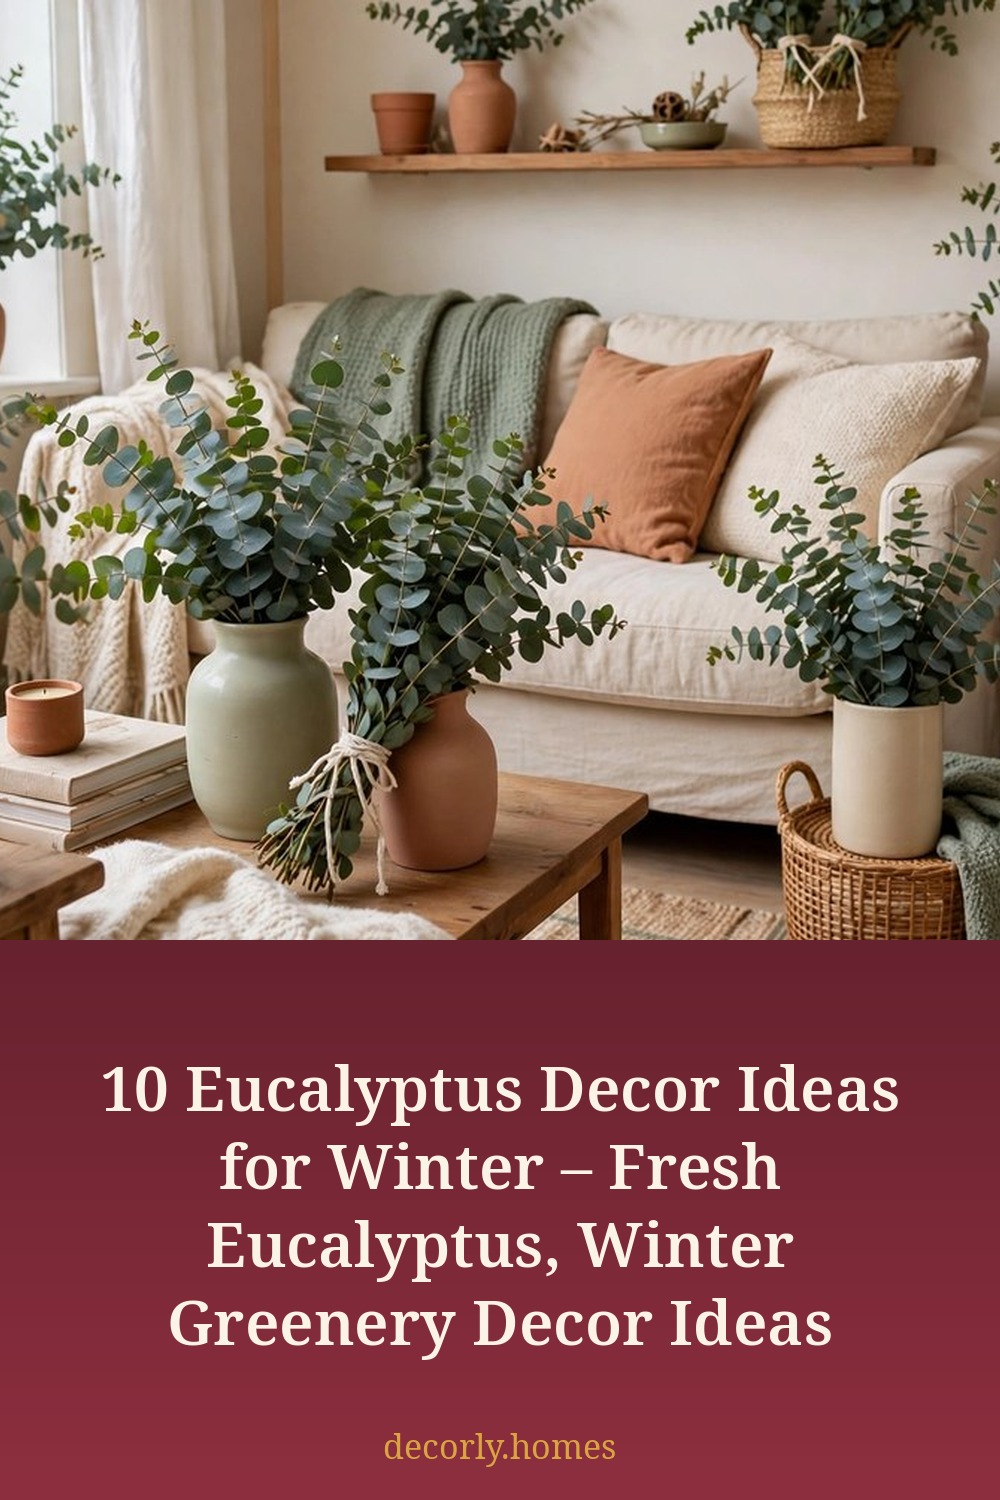 10 Eucalyptus Decor Ideas
for Winter – Fresh
Eucalyptus, Winter
Greenery Decor Ideas
decorly.homes